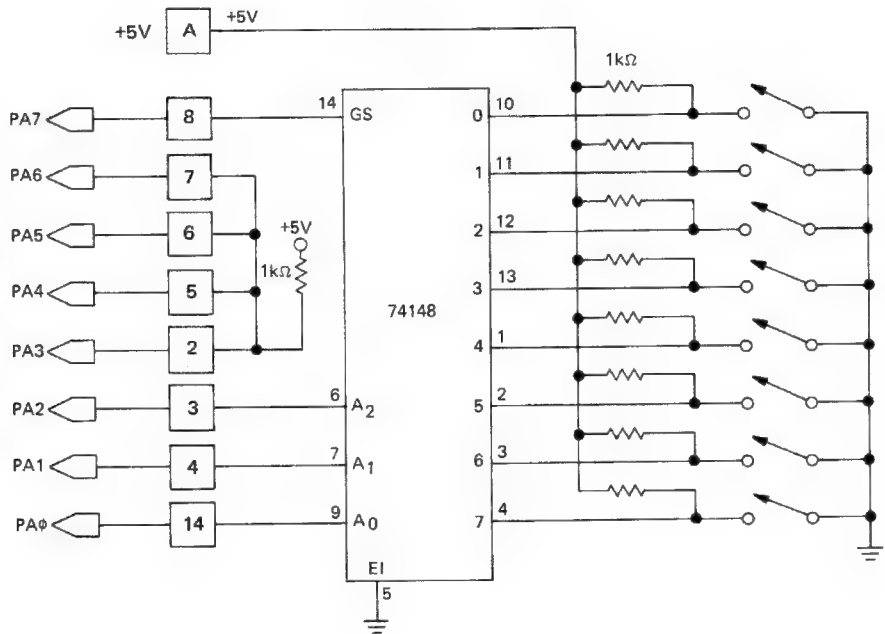 +5V A +5V
1kΩ
PA7 8 14 GS 0 10
PA6 7 1 11
PA5 6 +5V 2 12
1kΩ
PA4 5 3 13
74148
PA3 2 4 1
PA2 3 6 A2 5 2
PA1 4 7 A1 6 3
PAϕ 14 9 A0 7 4
EI
5